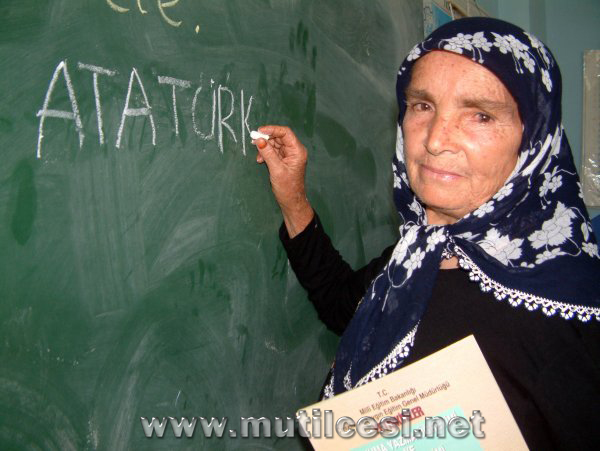 ATATÜRK
T.C.
Milli Eğitim Bakanlığı
Eğitim Genel Müdürlüğü
www.mutilcesi.net